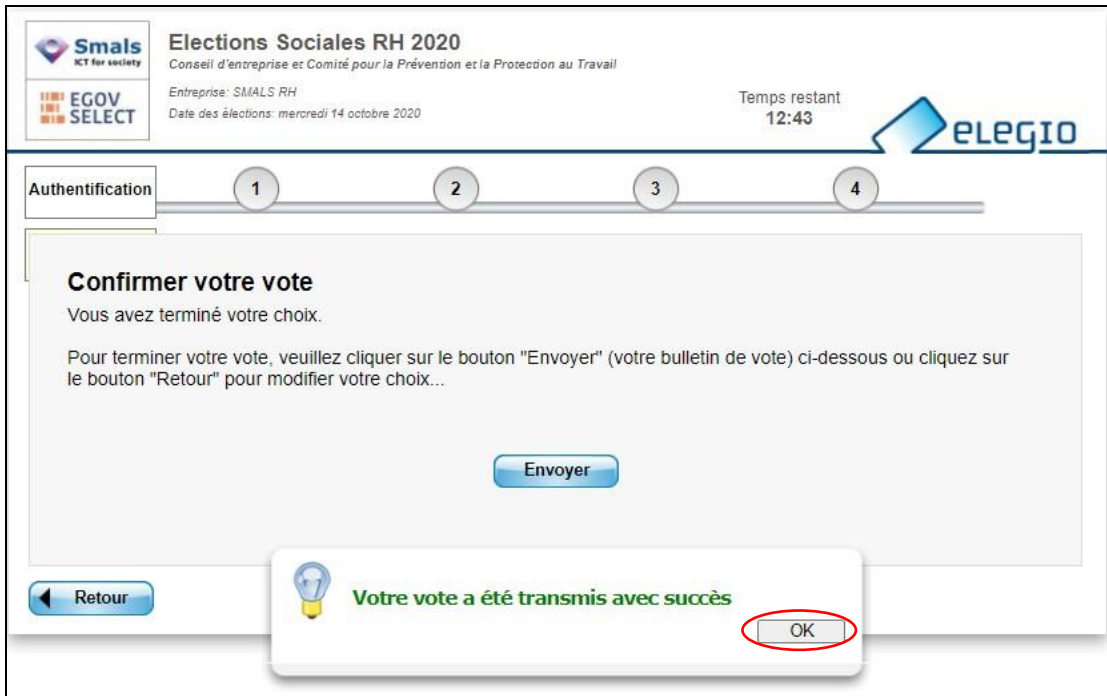 Smals
ICT for society
EGOV
SELECT
Elections Sociales RH 2020
Conseil d'entreprise et Comité pour la Prévention et la Protection au Travail
Entreprise: SMALS RH
Date des élections: mercredi 14 octobre 2020
Temps restant
12:43
eLegIO
Authentification
1
2
3
4
Confirmer votre vote
Vous avez terminé votre choix.
Pour terminer votre vote, veuillez cliquer sur le bouton "Envoyer" (votre bulletin de vote) ci-dessous ou cliquez sur
le bouton "Retour" pour modifier votre choix...
Envoyer
Retour
Votre vote a été transmis avec succès
OK